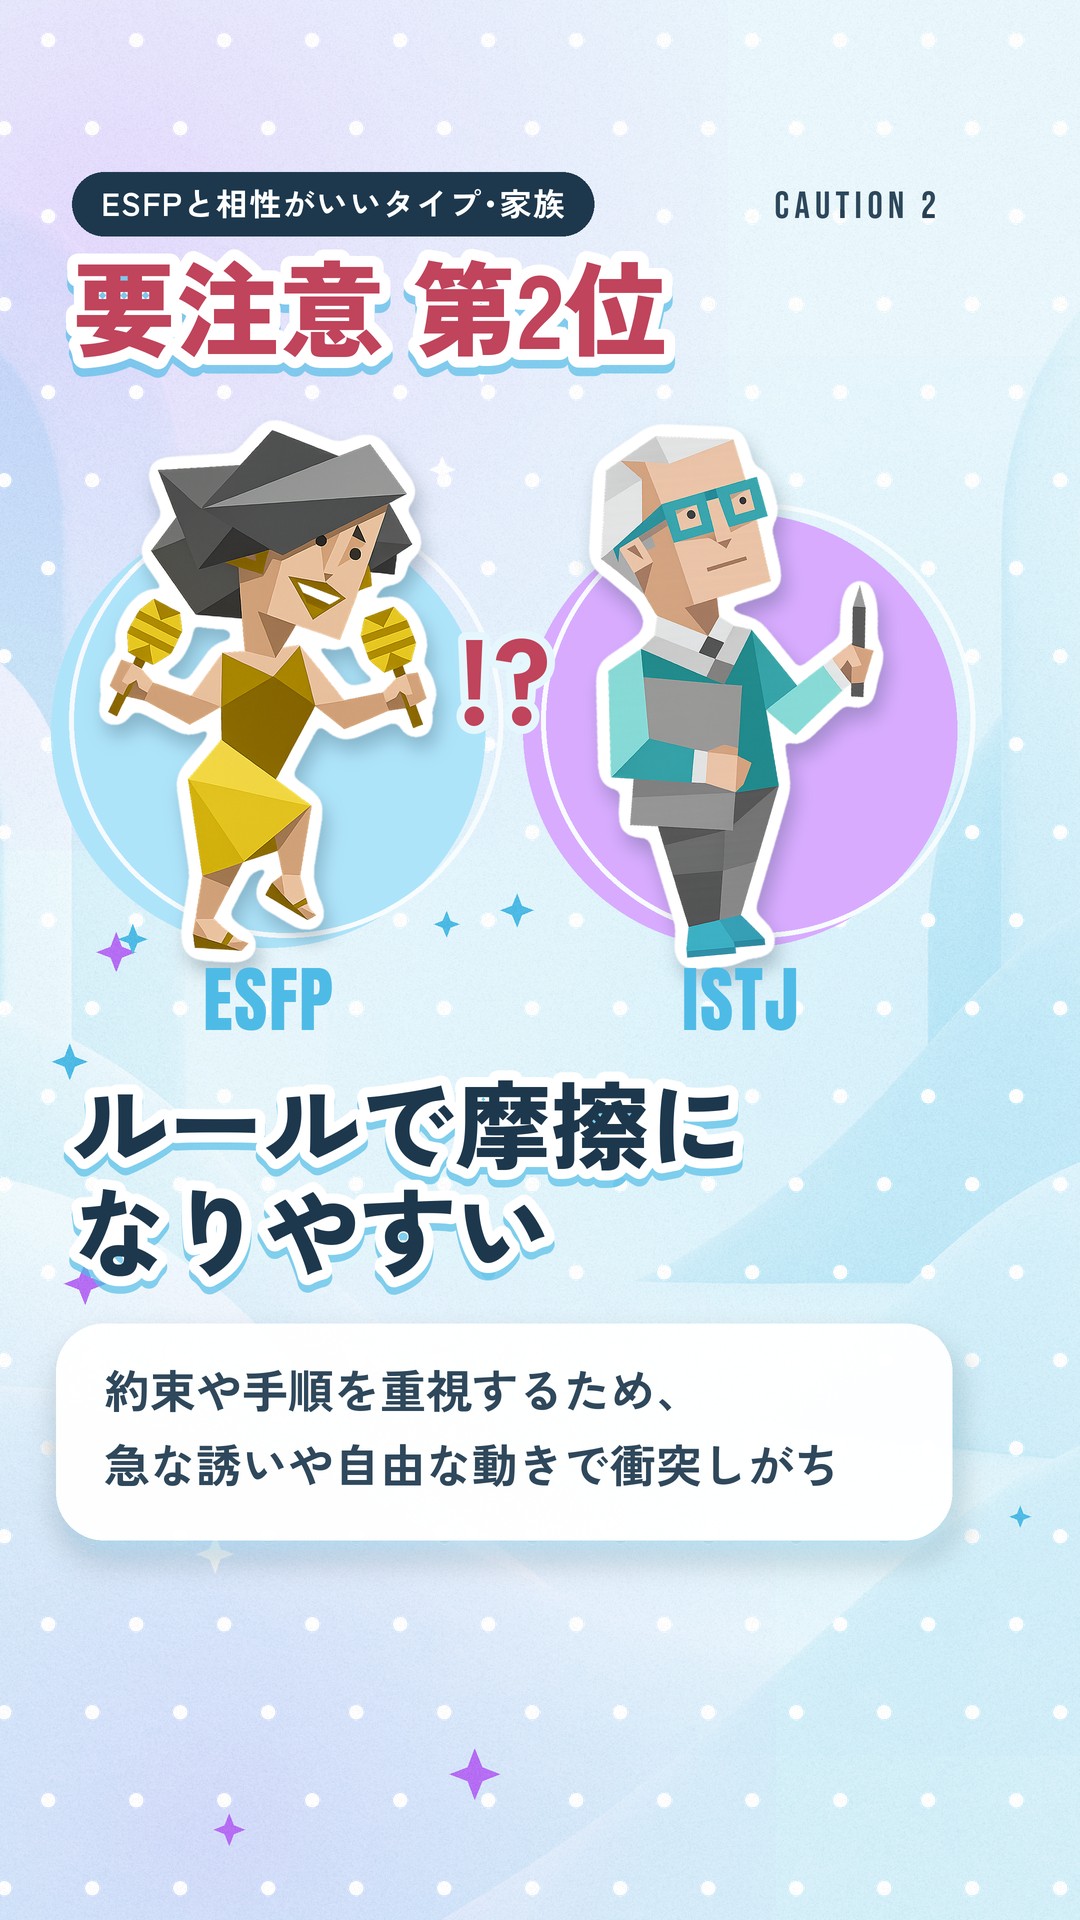 ESFPと相性がいいタイプ・家族
CAUTION 2
要注意 第2位
!?
ESFP
ISTJ
ルールで摩擦に
なりやすい
約束や手順を重視するため、
急な誘いや自由な動きで衝突しがち